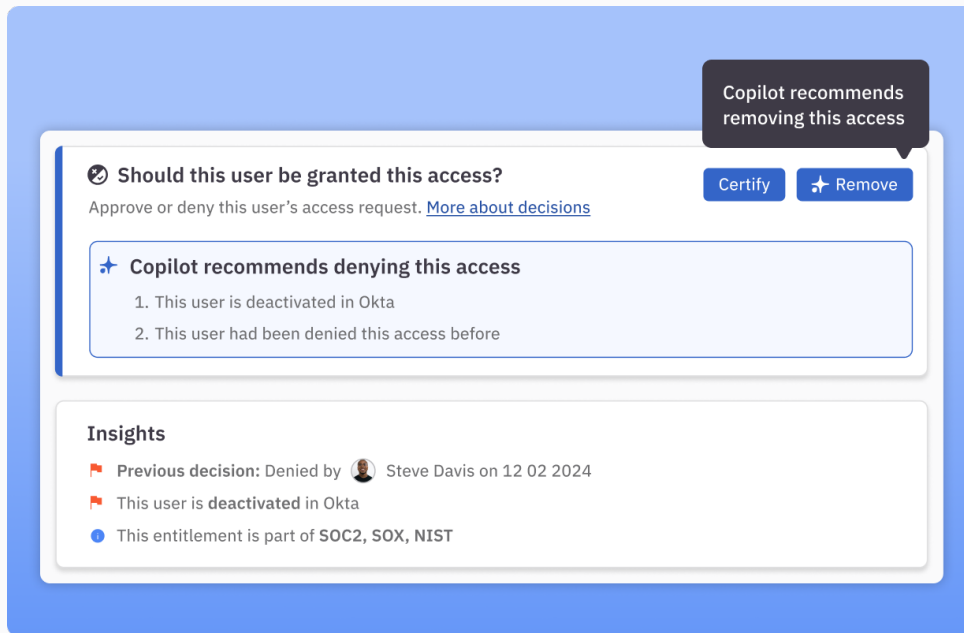 Copilot recommends
removing this access
Should this user be granted this access?
Certify
Remove
Approve or deny this user's access request. More about decisions
Copilot recommends denying this access
1. This user is deactivated in Okta
2. This user had been denied this access before
Insights
Previous decision: Denied by Steve Davis on 12 02 2024
This user is deactivated in Okta
This entitlement is part of SOC2, SOX, NIST